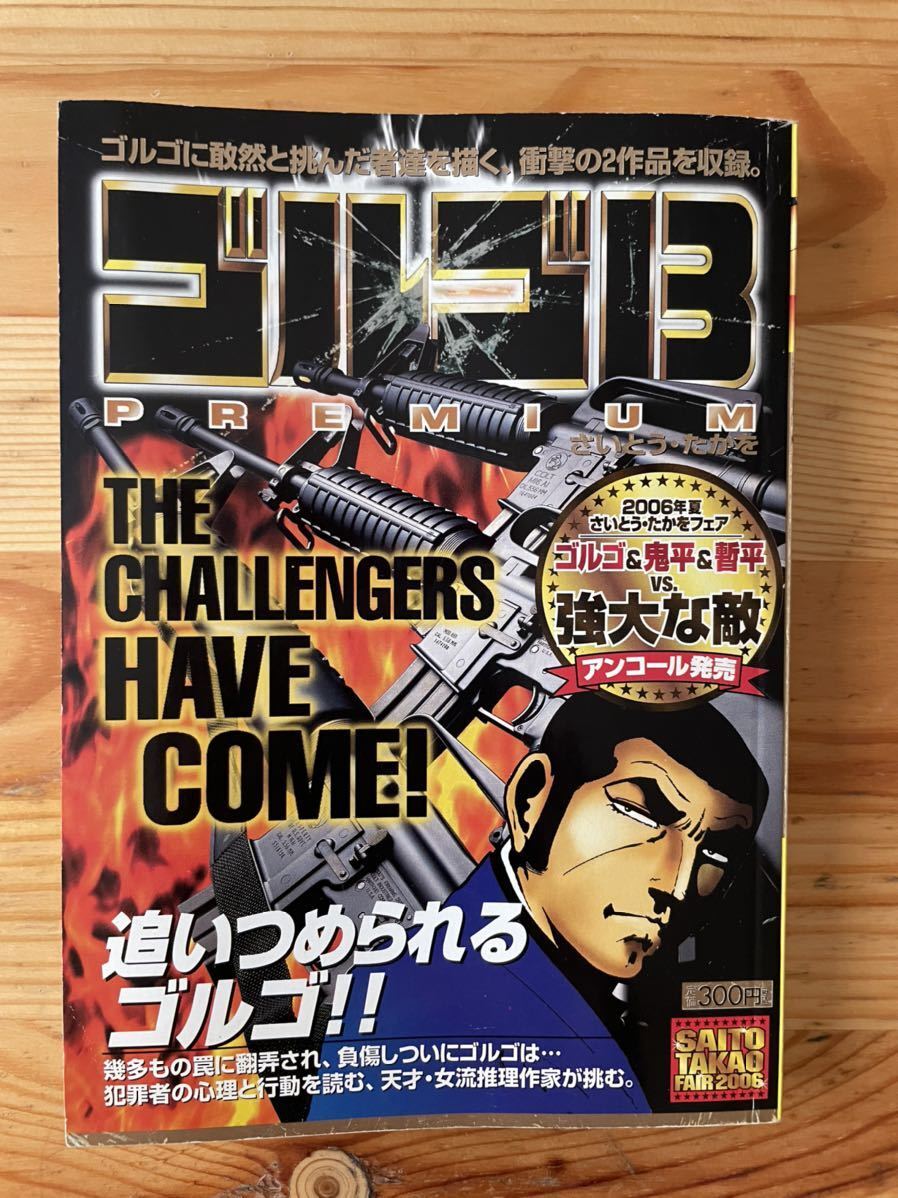 ゴルゴに敢然と挑んだ者達を描く、衝撃の2作品を収録。
ゴルゴ13
PREMIUM
さいとう・たかを
THE
CHALLENGERS
HAVE
COME!
2006年夏
さいとう・たかをフェア
ゴルゴ&鬼平&暫平
VS.
強大な敵
アンコール発売
COLT
追いつめられる
ゴルゴ!!
幾多もの罠に翻弄され、負傷しついにゴルゴは…
犯罪者の心理と行動を読む、天才・女流推理作家が挑む。
定価300円
SAITO
TAKAO
FAIR 2006